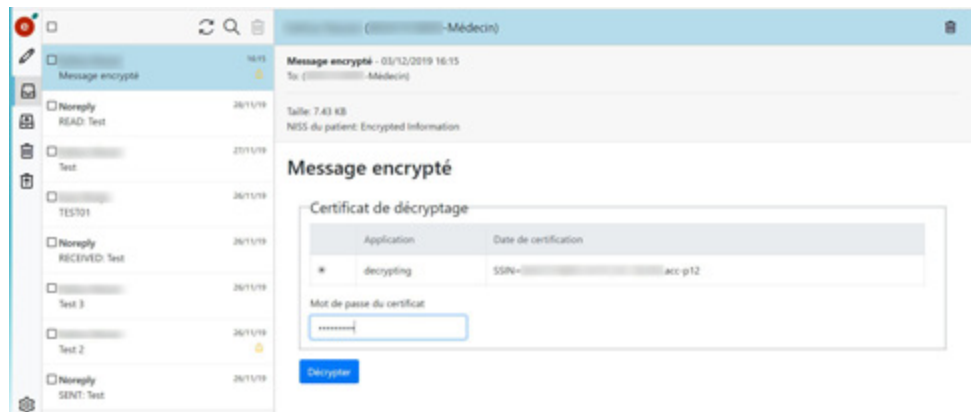 (-Médecin)
16:15
Message encrypté
Noreply
26/11/19
READ: Test
27/11/19
Test
26/11/19
TEST01
Noreply
26/11/19
RECEIVED: Test
26/11/19
Test 3
26/11/19
Test 2
Noreply
26/11/19
SENT: Test
Message encrypté - 03/12/2019 16:15
To: (-Médecin)
Taille: 7.43 KB
NISS du patient: Encrypted Information
Message encrypté
Certificat de décryptage
Application Date de certification
decrypting SSIN= acc-p12
Mot de passe du certificat
Décrypter